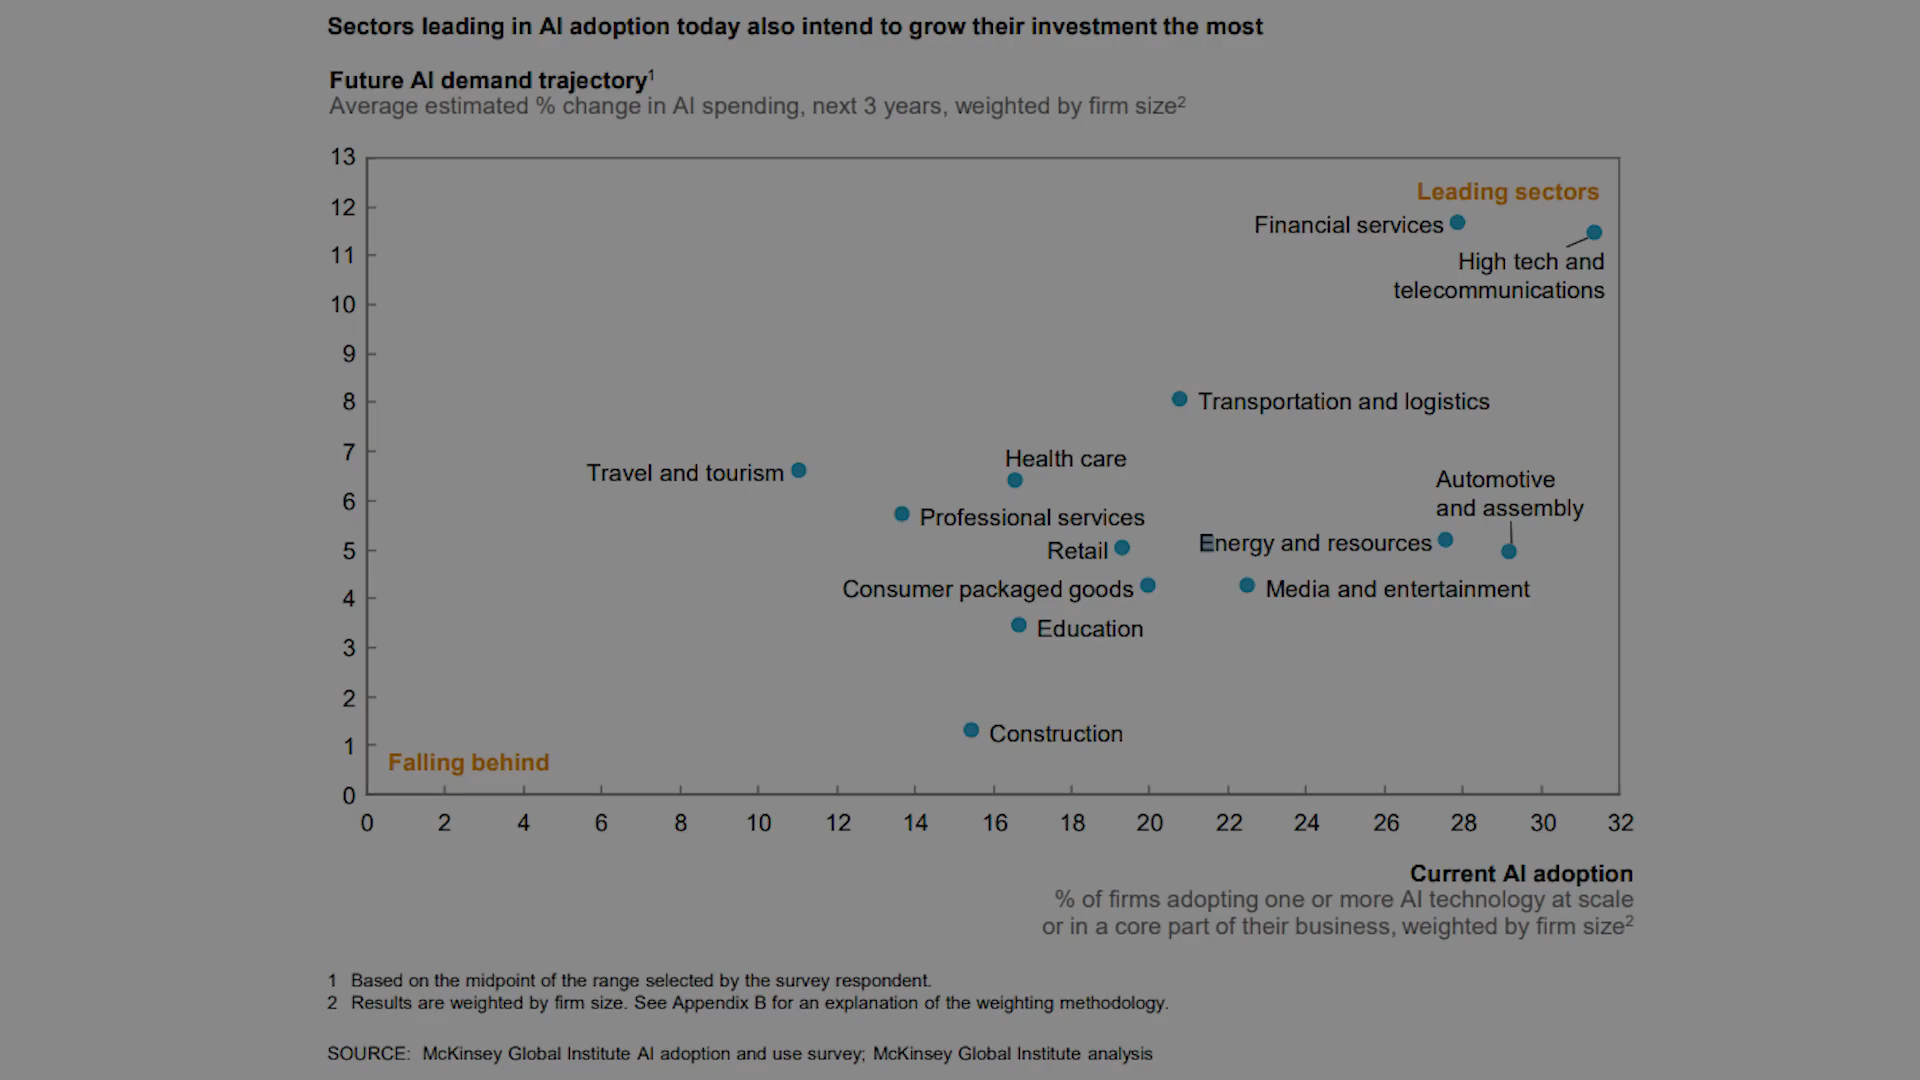 Sectors leading in AI adoption today also intend to grow their investment the most
Future AI demand trajectory¹
Average estimated % change in AI spending, next 3 years, weighted by firm size²
13
12
11
10
9
8
7
6
5
4
3
2
1
0
Leading sectors
Financial services
High tech and
telecommunications
Transportation and logistics
Health care
Travel and tourism
Automotive
and assembly
Professional services
Energy and resources
Retail
Consumer packaged goods
Media and entertainment
Education
Construction
Falling behind
0 2 4 6 8 10 12 14 16 18 20 22 24 26 28 30 32
Current AI adoption
% of firms adopting one or more AI technology at scale
or in a core part of their business, weighted by firm size²
1 Based on the midpoint of the range selected by the survey respondent.
2 Results are weighted by firm size. See Appendix B for an explanation of the weighting methodology.
SOURCE: McKinsey Global Institute AI adoption and use survey; McKinsey Global Institute analysis